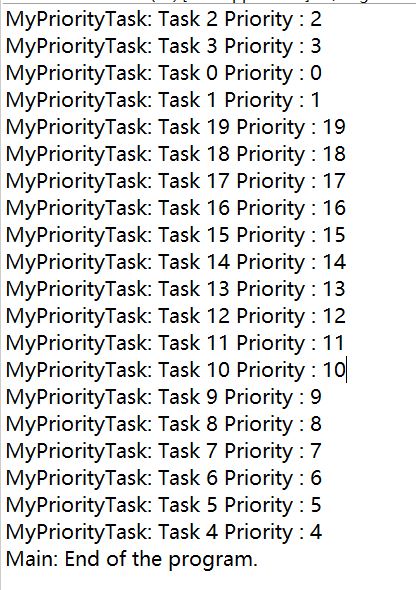 MyPriorityTask: Task 2 Priority : 2
MyPriorityTask: Task 3 Priority : 3
MyPriorityTask: Task 0 Priority : 0
MyPriorityTask: Task 1 Priority : 1
MyPriorityTask: Task 19 Priority : 19
MyPriorityTask: Task 18 Priority : 18
MyPriorityTask: Task 17 Priority : 17
MyPriorityTask: Task 16 Priority : 16
MyPriorityTask: Task 15 Priority : 15
MyPriorityTask: Task 14 Priority : 14
MyPriorityTask: Task 13 Priority : 13
MyPriorityTask: Task 12 Priority : 12
MyPriorityTask: Task 11 Priority : 11
MyPriorityTask: Task 10 Priority : 10
MyPriorityTask: Task 9 Priority : 9
MyPriorityTask: Task 8 Priority : 8
MyPriorityTask: Task 7 Priority : 7
MyPriorityTask: Task 6 Priority : 6
MyPriorityTask: Task 5 Priority : 5
MyPriorityTask: Task 4 Priority : 4
Main: End of the program.